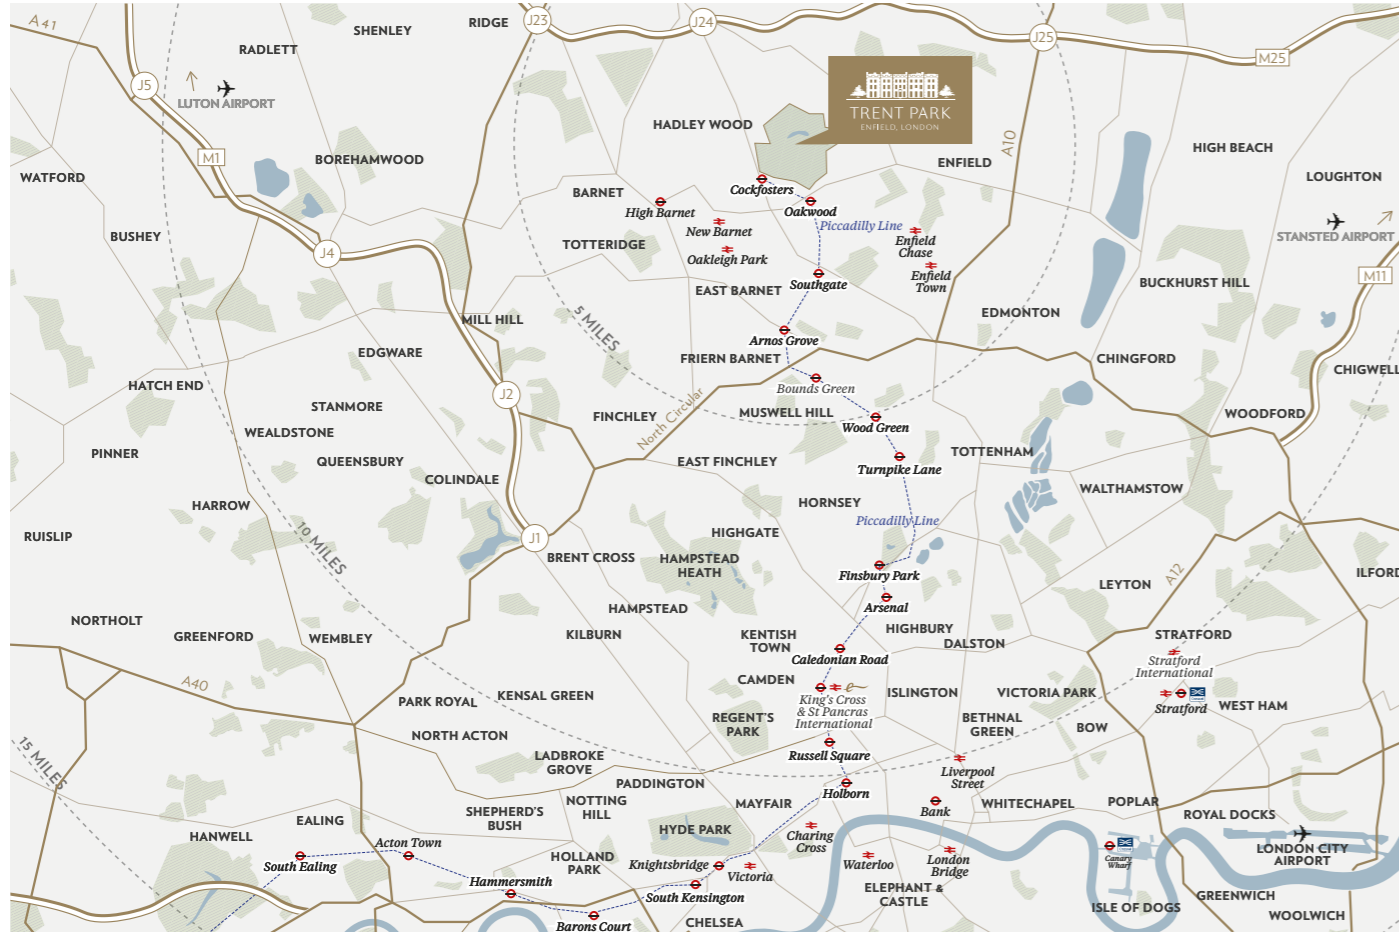 A41
SHENLEY
RIDGE
J23
J24
J25
RADLETT
M25
J5
LUTON AIRPORT
TRENT PARK
ENFIELD, LONDON
HADLEY WOOD
A10
M1
BOREHAMWOOD
ENFIELD
HIGH BEACH
WATFORD
LOUGHTON
BARNET
Cockfosters
High Barnet
Oakwood
New Barnet
Piccadilly Line
Enfield
Chase
BUSHEY
STANSTED AIRPORT
TOTTERIDGE
Oakleigh Park
J4
Enfield
Town
M11
Southgate
EAST BARNET
BUCKHURST HILL
MILL HILL
5 MILES
EDMONTON
Arnos Grove
EDGWARE
FRIERN BARNET
CHINGFORD
CHIGWELL
HATCH END
Bounds Green
J2
STANMORE
FINCHLEY
North Circular
MUSWELL HILL
WOODFORD
WEALDSTONE
Wood Green
PINNER
QUEENSBURY
EAST FINCHLEY
Turnpike Lane
TOTTENHAM
COLINDALE
WALTHAMSTOW
HARROW
HORNSEY
Piccadilly Line
RUISLIP
10 MILES
J1
HIGHGATE
BRENT CROSS
HAMPSTEAD
HEATH
Finsbury Park
ILFORD
A12
LEYTON
HAMPSTEAD
Arsenal
NORTHOLT
GREENFORD
WEMBLEY
KILBURN
KENTISH
TOWN
HIGHBURY
DALSTON
STRATFORD
Caledonian Road
Stratford
International
A40
CAMDEN
PARK ROYAL
KENSAL GREEN
King's Cross
& St Pancras
International
ISLINGTON
VICTORIA PARK
Stratford
WEST HAM
REGENT'S
PARK
BETHNAL
GREEN
BOW
NORTH ACTON
15 MILES
LADBROKE
GROVE
Russell Square
Liverpool
Street
PADDINGTON
Holborn
NOTTING
HILL
MAYFAIR
Bank
WHITECHAPEL
POPLAR
SHEPHERD'S
BUSH
ROYAL DOCKS
EALING
HANWELL
HYDE PARK
Charing
Cross
Acton Town
South Ealing
HOLLAND
PARK
Knightsbridge
Victoria
Waterloo
London
Bridge
Canary
Wharf
LONDON CITY
AIRPORT
Hammersmith
South Kensington
ELEPHANT &
CASTLE
GREENWICH
ISLE OF DOGS
WOOLWICH
Barons Court
CHELSEA